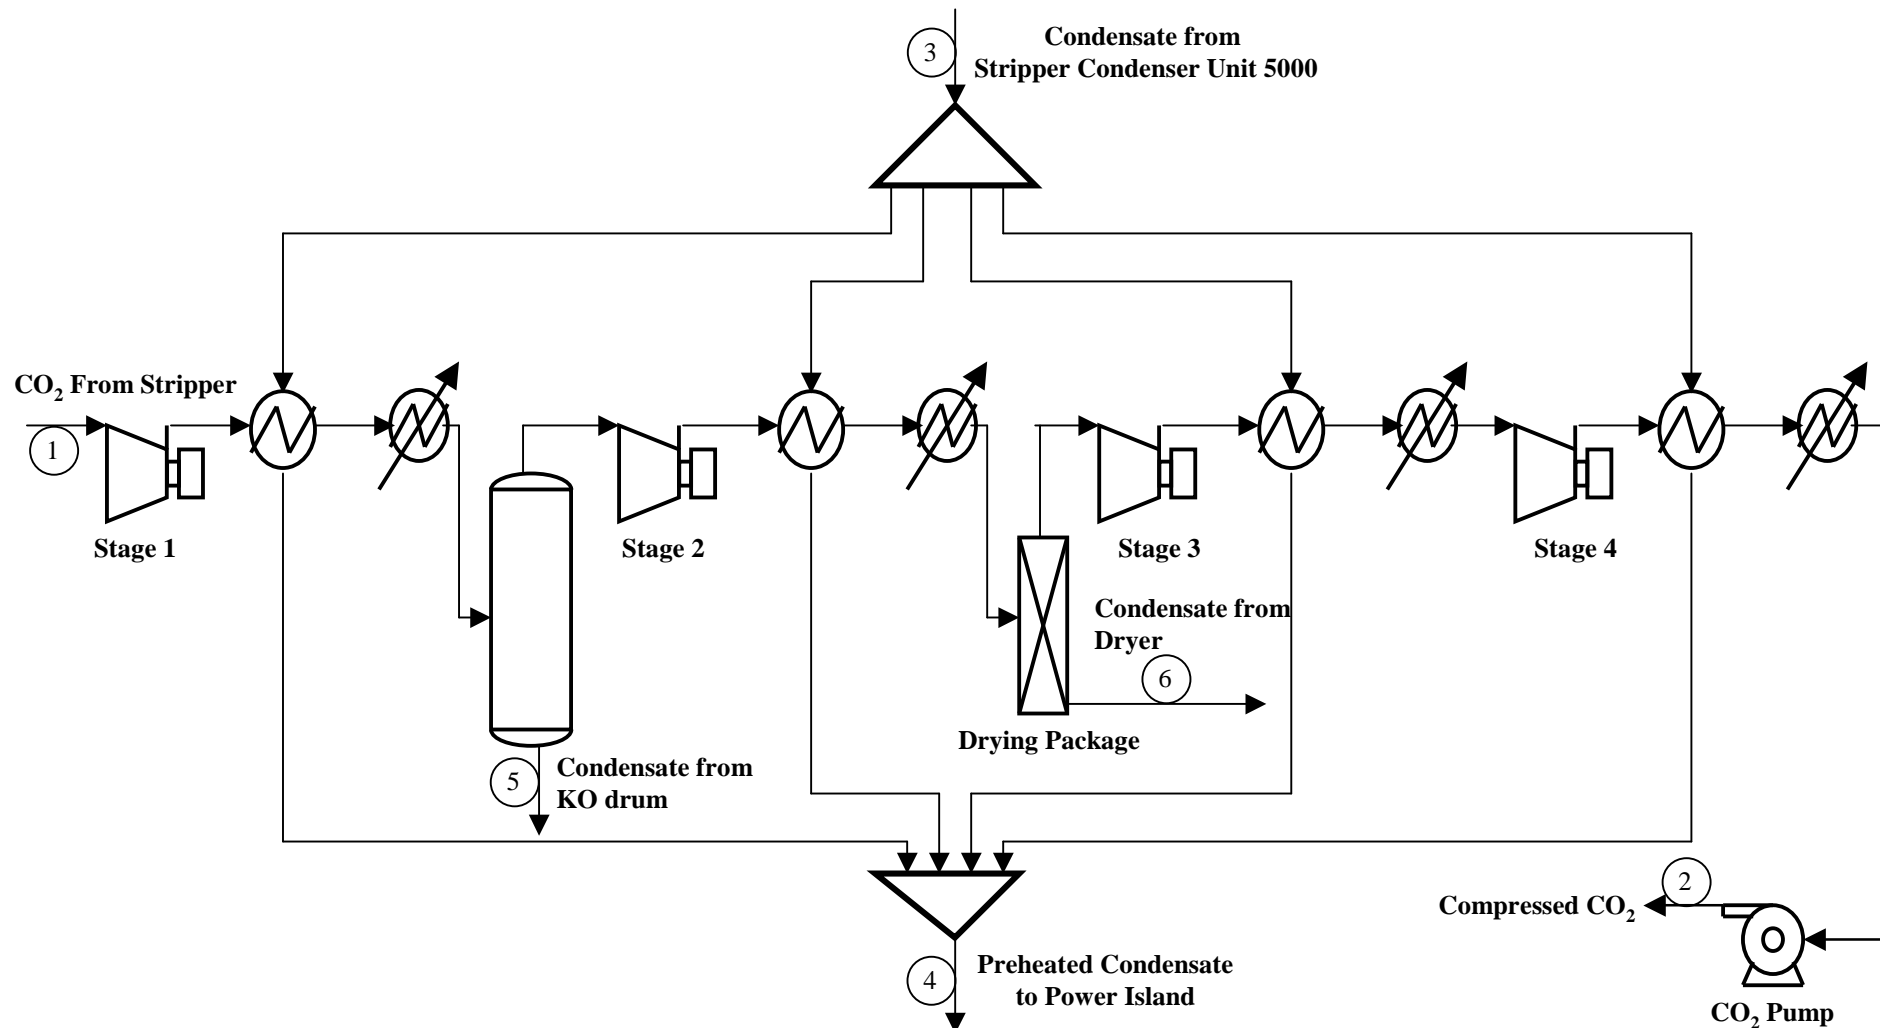 3
Condensate from
Stripper Condenser Unit 5000
CO₂ From Stripper
1
Stage 1
Stage 2
Stage 3
Stage 4
Condensate from
Dryer
6
Drying Package
5
Condensate from
KO drum
2
Compressed CO₂
4
Preheated Condensate
to Power Island
CO₂ Pump